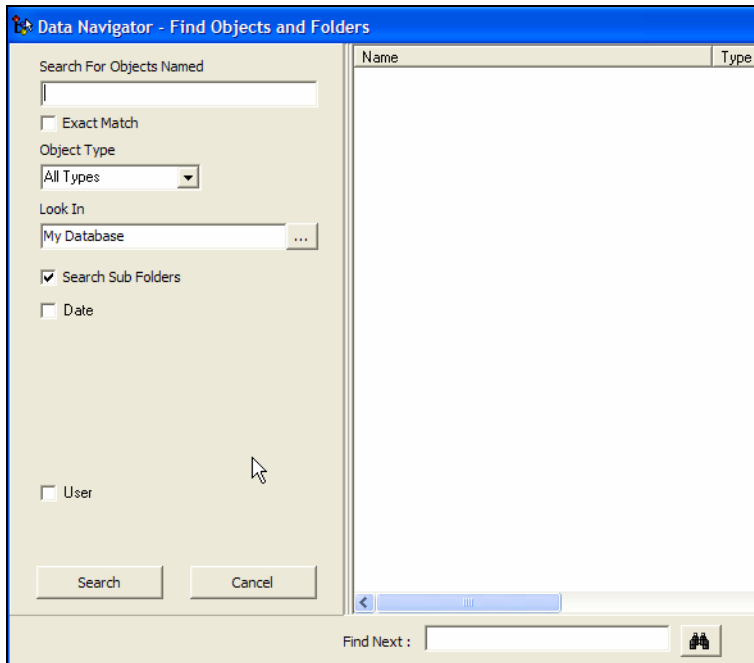 Data Navigator - Find Objects and Folders
Search For Objects Named
Exact Match
Object Type
All Types
Look In
My Database
...
Search Sub Folders
Date
User
Search Cancel
Name Type
Find Next :